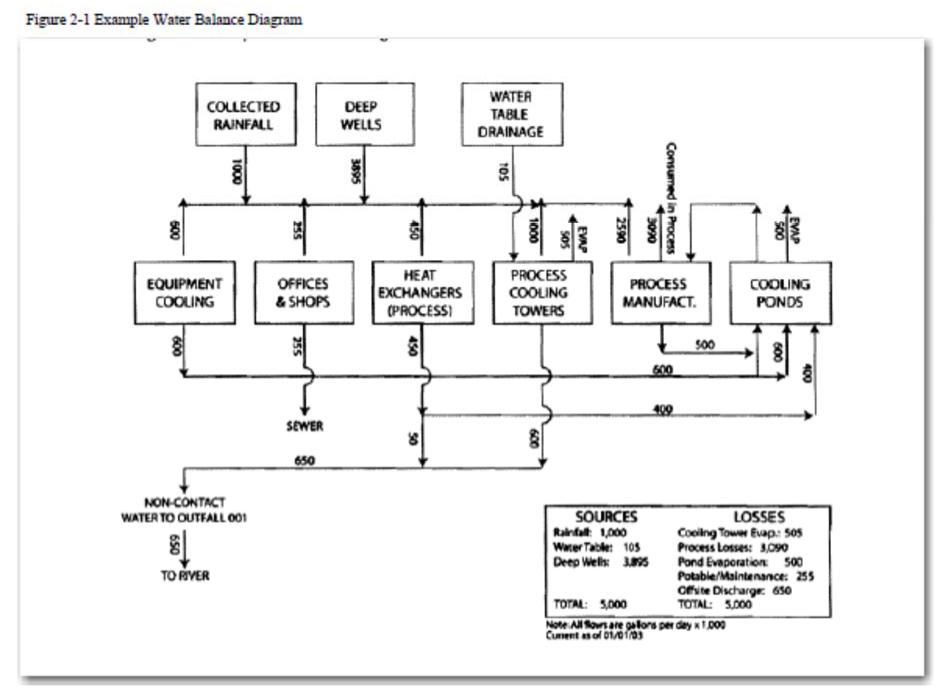 Figure 2-1 Example Water Balance Diagram
COLLECTED
RAINFALL
DEEP
WELLS
WATER
TABLE
DRAINAGE
1000
3895
105
Consumed in Process
600
255
450
1000
505
EVAP
2590
3090
500
EVAP
EQUIPMENT
COOLING
OFFICES
& SHOPS
HEAT
EXCHANGERS
(PROCESS)
PROCESS
COOLING
TOWERS
PROCESS
MANUFACT.
COOLING
PONDS
600
255
450
500
600
600
400
400
SEWER
50
600
650
NON-CONTACT
WATER TO OUTFALL 001
650
TO RIVER
SOURCES
Rainfall: 1,000
Water Table: 105
Deep Wells: 3,895
TOTAL: 5,000
LOSSES
Cooling Tower Evap.: 505
Process Losses: 3,090
Pond Evaporation: 500
Potable/Maintenance: 255
Offsite Discharge: 650
TOTAL: 5,000
Note: All flows are gallons per day x 1,000
Current as of 01/01/03